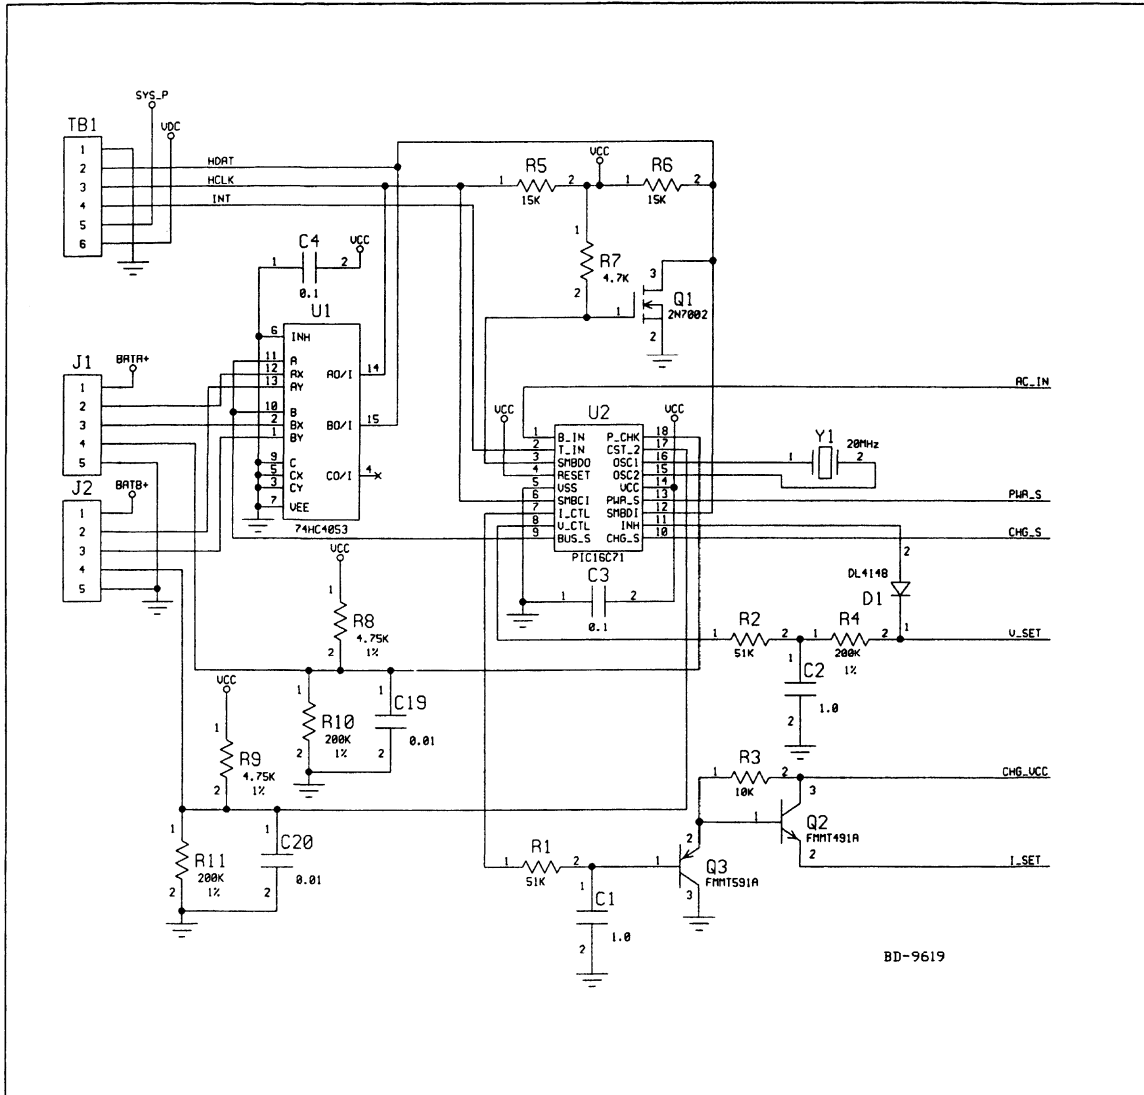 SYS_P
VDC
TB1
1
2
3
4
5
6
HDAT
HCLK
INT
1 R5 2
15K
VCC
1 R6 2
15K
1
R7
4.7K
2
C4
1 2
0.1
VCC
3
1 Q1
2N7002
2
U1
6 INH
11 A
12 AX
13 AY
10 B
2 BX
1 BY
9 C
5 CX
3 CY
7 VEE
AO/I 14
BO/I 15
CO/I 4
74HC4053
J1
BATA+
1
2
3
4
5
J2
BATB+
1
2
3
4
5
AC_IN
VCC
VCC
U2
1 B_IN P_CHK 18
2 T_IN CST_2 17
3 SMBDO OSC1 16
4 RESET OSC2 15
5 VSS VCC 14
6 SMBCI PWR_S 13
7 I_CTL SMBDI 12
8 V_CTL INH 11
9 BUS_S CHG_S 10
PIC16C71
Y1
20MHz
1 2
PWR_S
CHG_S
C3
1 2
0.1
2
DL4148
D1
1
V_SET
1 R2 2
51K
1 R4 2
200K
1%
1
C2
1.0
2
VCC
1
R8
4.75K
1%
2
1
R10
200K
1%
2
1
C19
0.01
2
VCC
1
R9
4.75K
1%
2
1
R11
200K
1%
2
1
C20
0.01
2
1 R3 2
10K
CHG_VCC
3
1 Q2
FMMT491A
2
I_SET
1 R1 2
51K
1
C1
1.0
2
2
1 Q3
FMMT591A
3
BD-9619